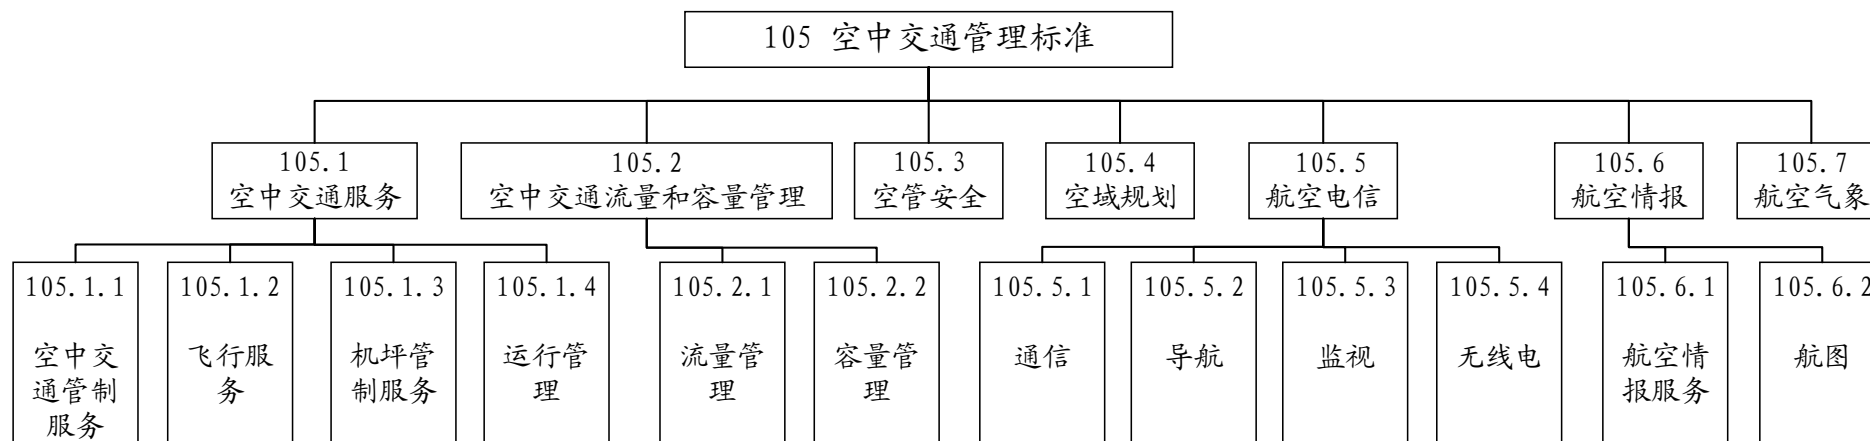 105 空中交通管理标准
105.1
空中交通服务
105.2
空中交通流量和容量管理
105.3
空管安全
105.4
空域规划
105.5
航空电信
105.6
航空情报
105.7
航空气象
105.1.1
空中交
通管制
服务
105.1.2
飞行服
务
105.1.3
机坪管
制服务
105.1.4
运行管
理
105.2.1
流量管
理
105.2.2
容量管
理
105.5.1
通信
105.5.2
导航
105.5.3
监视
105.5.4
无线电
105.6.1
航空情
报服务
105.6.2
航图